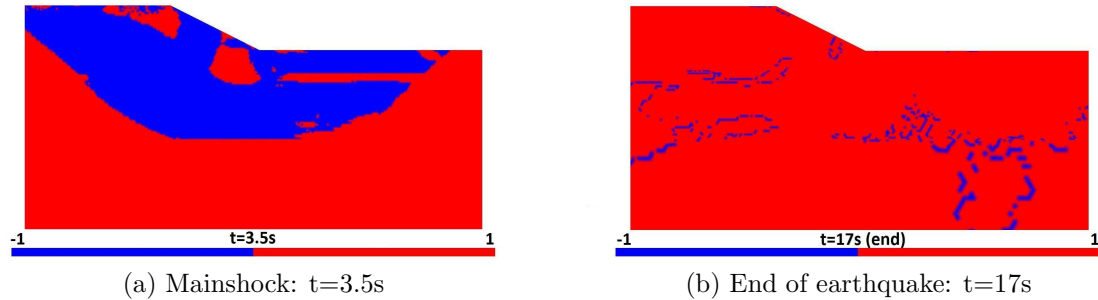 -1 t=3.5s 1
-1 t=17s (end) 1
(a) Mainshock: t=3.5s
(b) End of earthquake: t=17s